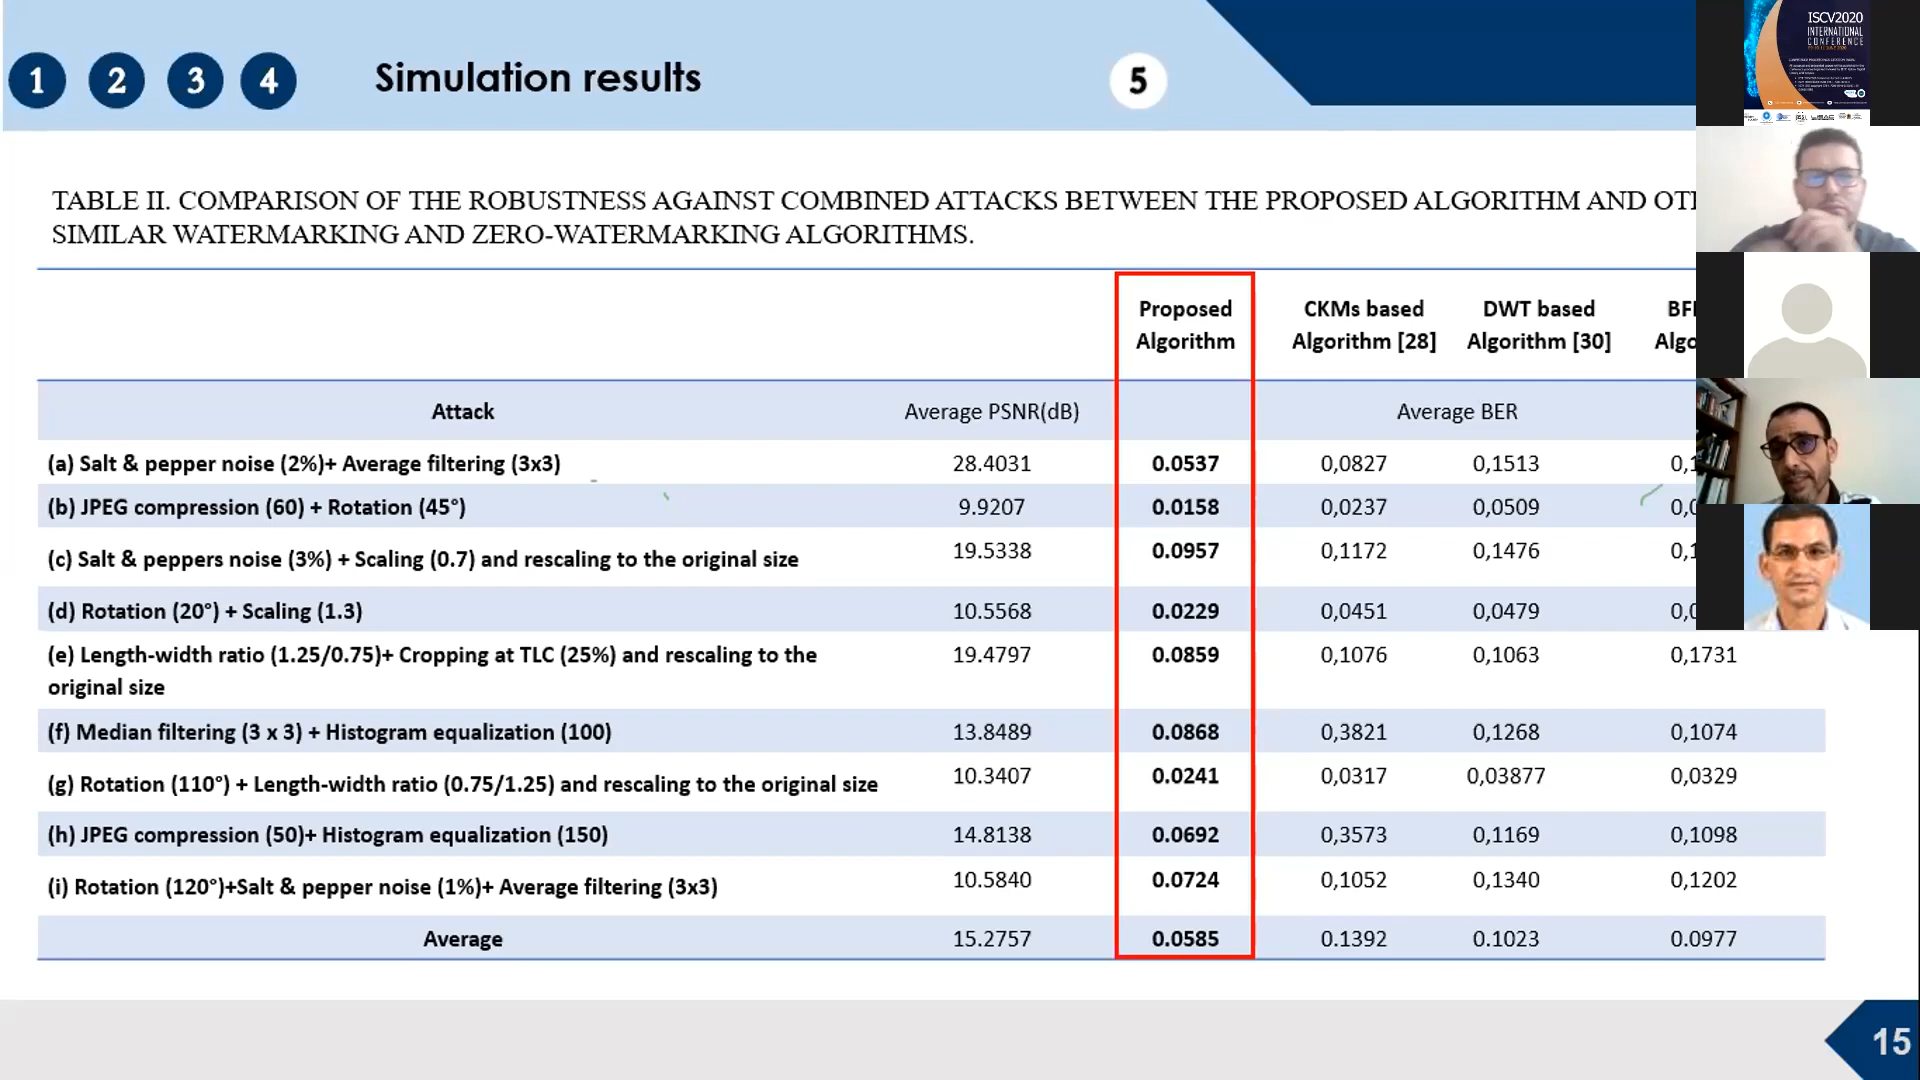 1 2 3 4 Simulation results 5
TABLE II. COMPARISON OF THE ROBUSTNESS AGAINST COMBINED ATTACKS BETWEEN THE PROPOSED ALGORITHM AND
SIMILAR WATERMARKING AND ZERO-WATERMARKING ALGORITHMS.
Proposed CKMs based DWT based
Algorithm Algorithm [28] Algorithm [30]
Attack Average PSNR(dB) Average BER
(a) Salt & pepper noise (2%)+ Average filtering (3x3) 28.4031 0.0537 0,0827 0,1513
(b) JPEG compression (60) + Rotation (45°) 9.9207 0.0158 0,0237 0,0509
(c) Salt & peppers noise (3%) + Scaling (0.7) and rescaling to the original size 19.5338 0.0957 0,1172 0,1476
(d) Rotation (20°) + Scaling (1.3) 10.5568 0.0229 0,0451 0,0479
(e) Length-width ratio (1.25/0.75)+ Cropping at TLC (25%) and rescaling to the 19.4797 0.0859 0,1076 0,1063 0,1731
original size
(f) Median filtering (3 x 3) + Histogram equalization (100) 13.8489 0.0868 0,3821 0,1268 0,1074
(g) Rotation (110°) + Length-width ratio (0.75/1.25) and rescaling to the original size 10.3407 0.0241 0,0317 0,03877 0,0329
(h) JPEG compression (50)+ Histogram equalization (150) 14.8138 0.0692 0,3573 0,1169 0,1098
(i) Rotation (120°)+Salt & pepper noise (1%)+ Average filtering (3x3) 10.5840 0.0724 0,1052 0,1340 0,1202
Average 15.2757 0.0585 0.1392 0.1023 0.0977
15
ISCV2020
INTERNATIONAL
CONFERENCE